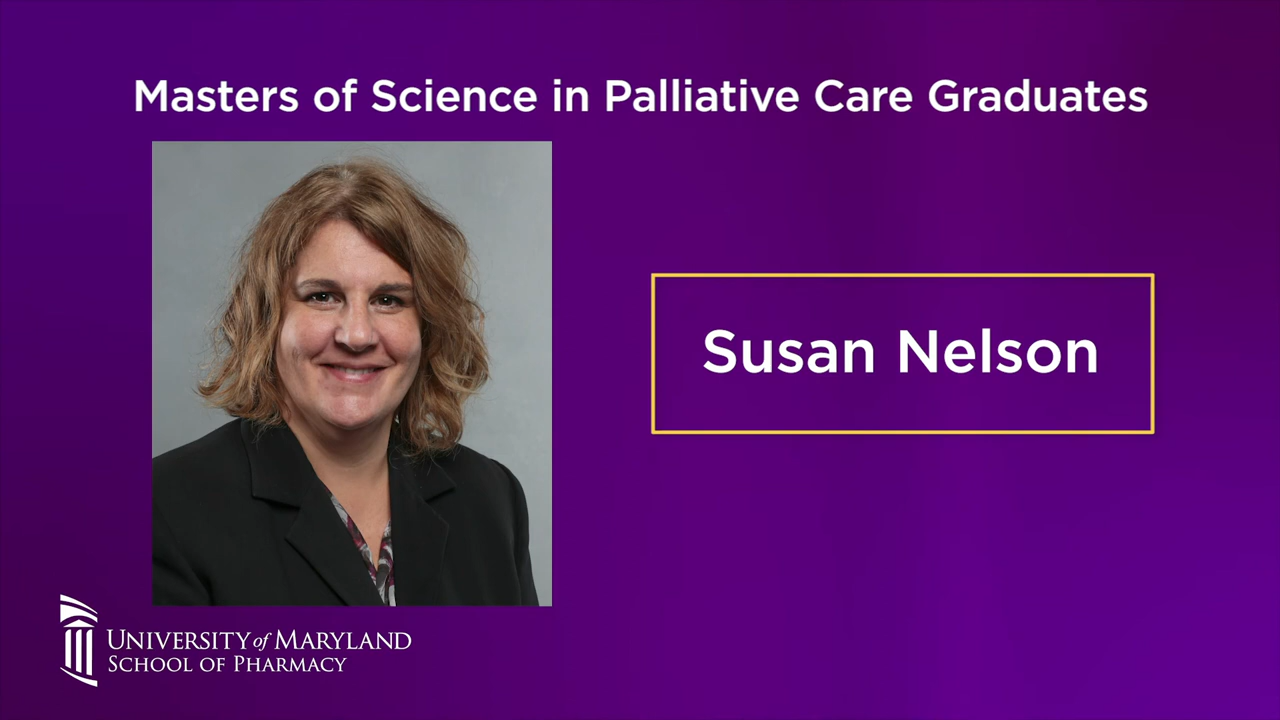 Masters of Science in Palliative Care Graduates
Susan Nelson
UNIVERSITY of MARYLAND
SCHOOL OF PHARMACY